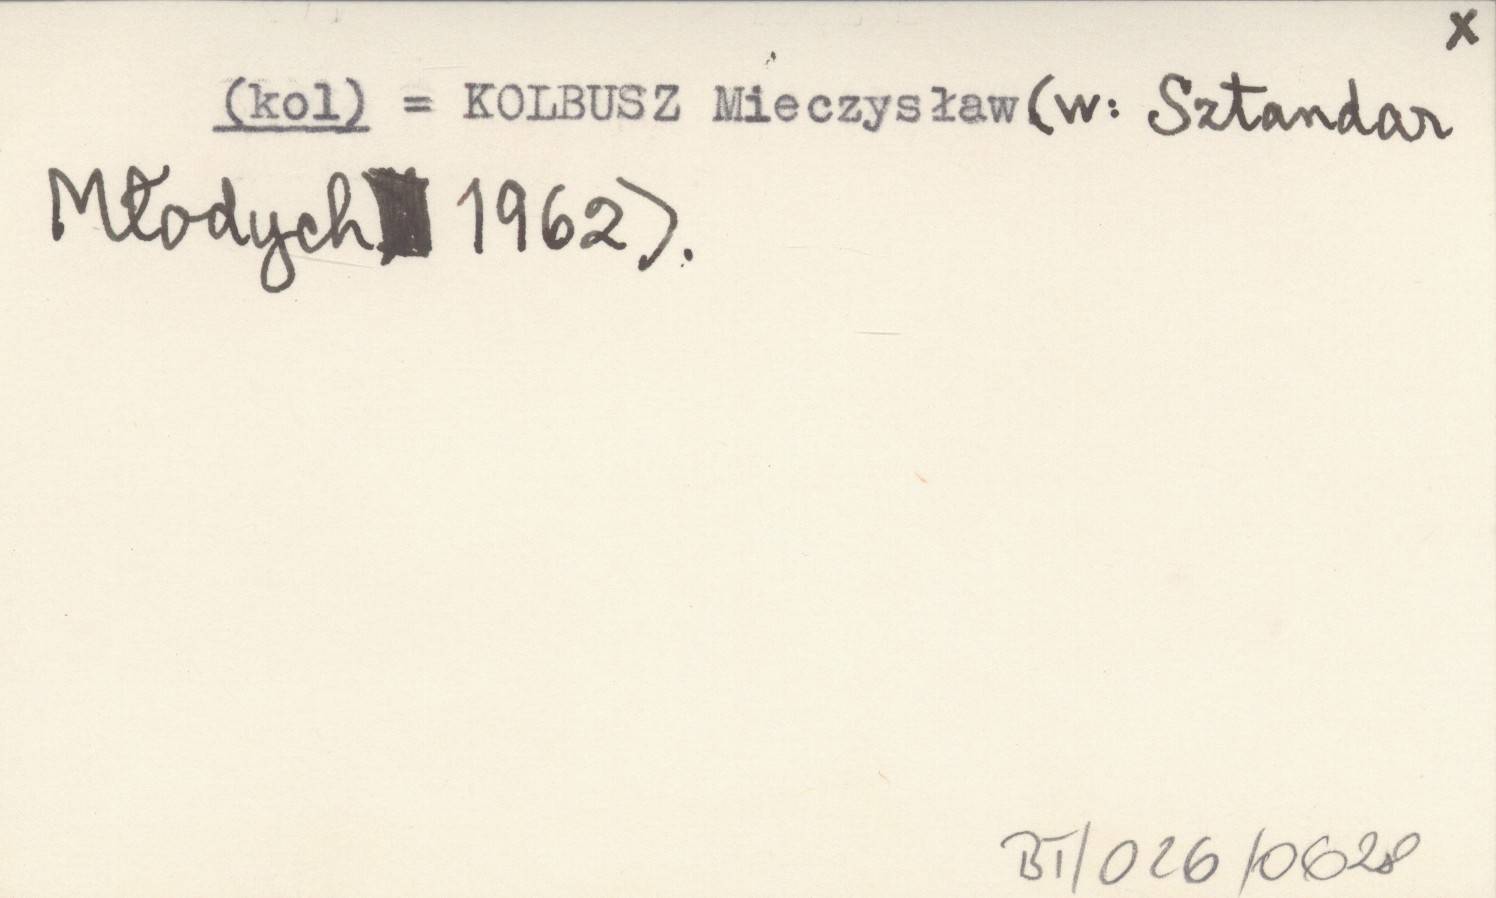 x
(kol) = KOLBUSZ Mieczysław (w: Sztandar
Młodych 1962).
BT/026/0628